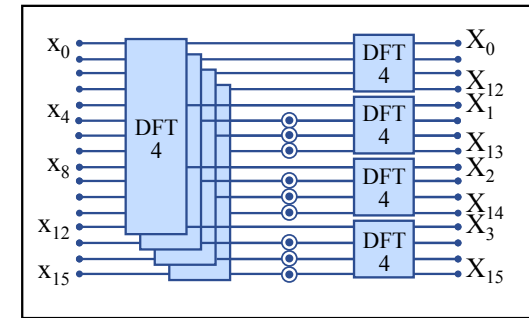 x₀
x₄
x₈
x₁₂
x₁₅
DFT
4
DFT
4
DFT
4
DFT
4
DFT
4
X₀
X₁₂
X₁
X₁₃
X₂
X₁₄
X₃
X₁₅